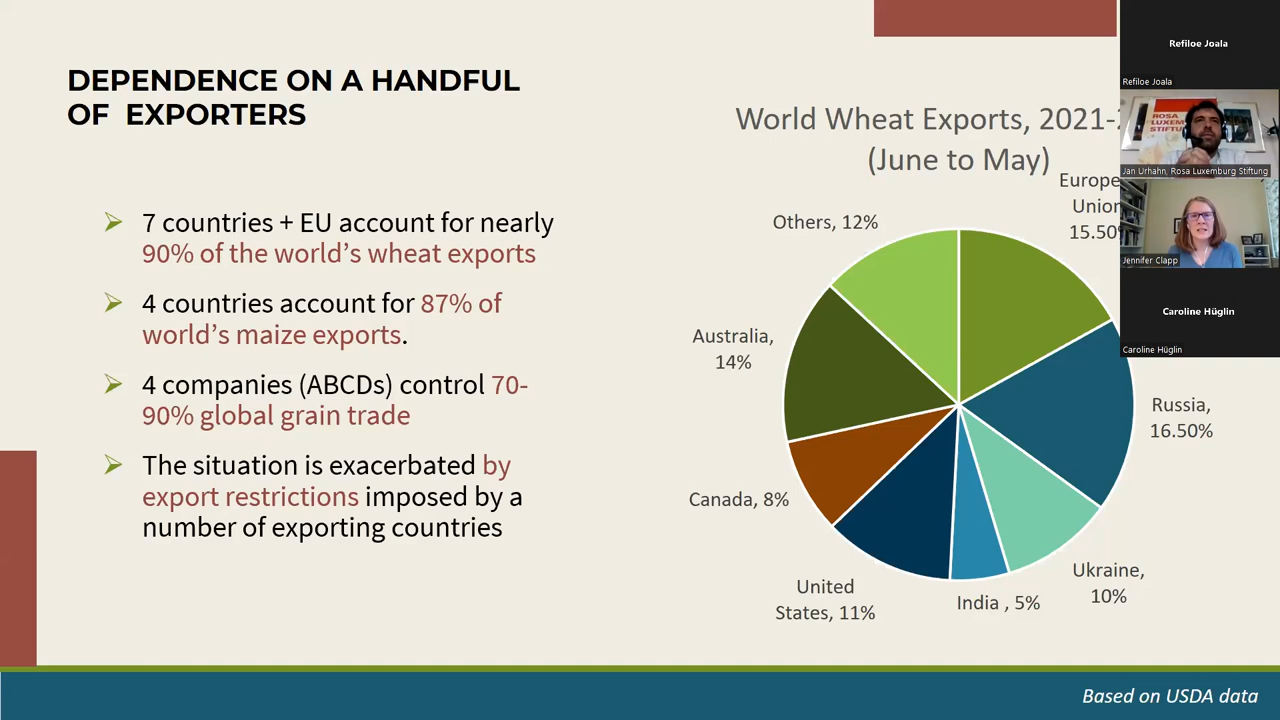 DEPENDENCE ON A HANDFUL
OF EXPORTERS
7 countries + EU account for nearly
90% of the world's wheat exports
4 countries account for 87% of
world's maize exports.
4 companies (ABCDs) control 70-
90% global grain trade
The situation is exacerbated by
export restrictions imposed by a
number of exporting countries
World Wheat Exports, 2021-
(June to May)
Europe
Union
15.50
Others, 12%
Australia,
14%
Russia,
16.50%
Canada, 8%
Ukraine,
10%
United
States, 11%
India , 5%
Based on USDA data
Refiloe Joala
Refiloe Joala
ROSA
LUXEM
STIFTU
Jan Urhahn, Rosa Luxemburg Stiftung
Jennifer Clapp
Caroline Hüglin
Caroline Hüglin